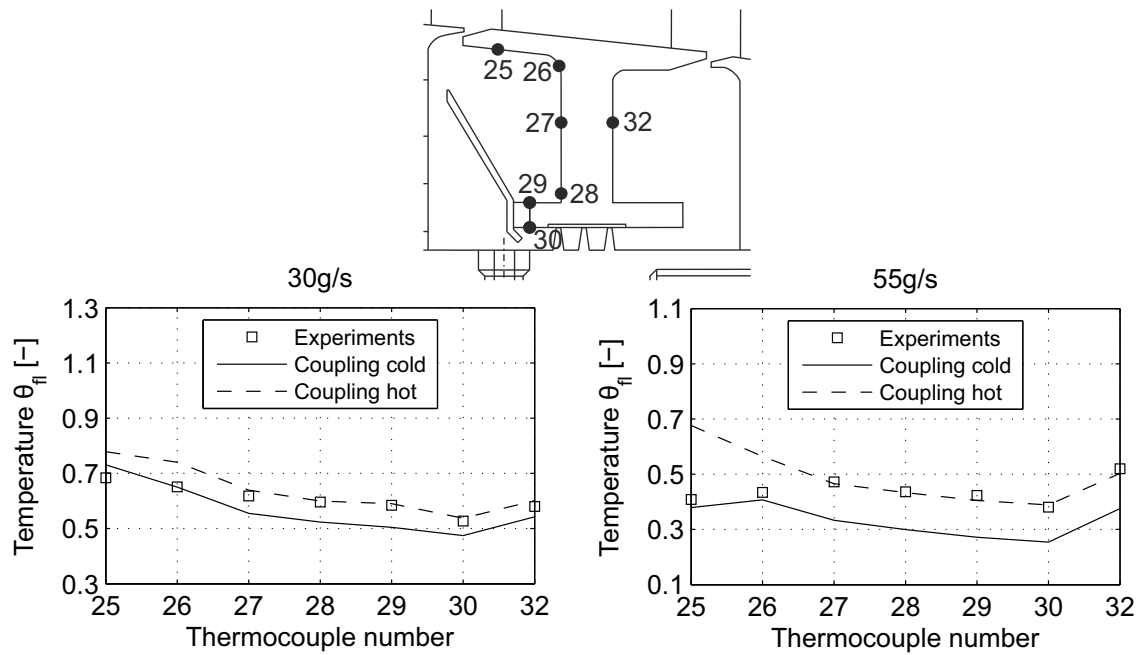 25
26
27
32
29
28
30
30g/s
1.3
1.1
0.9
0.7
0.5
0.3
Temperature θfl [−]
Experiments
Coupling cold
Coupling hot
25 26 27 28 29 30 32
Thermocouple number
55g/s
1.1
0.9
0.7
0.5
0.3
0.1
Temperature θfl [−]
Experiments
Coupling cold
Coupling hot
25 26 27 28 29 30 32
Thermocouple number